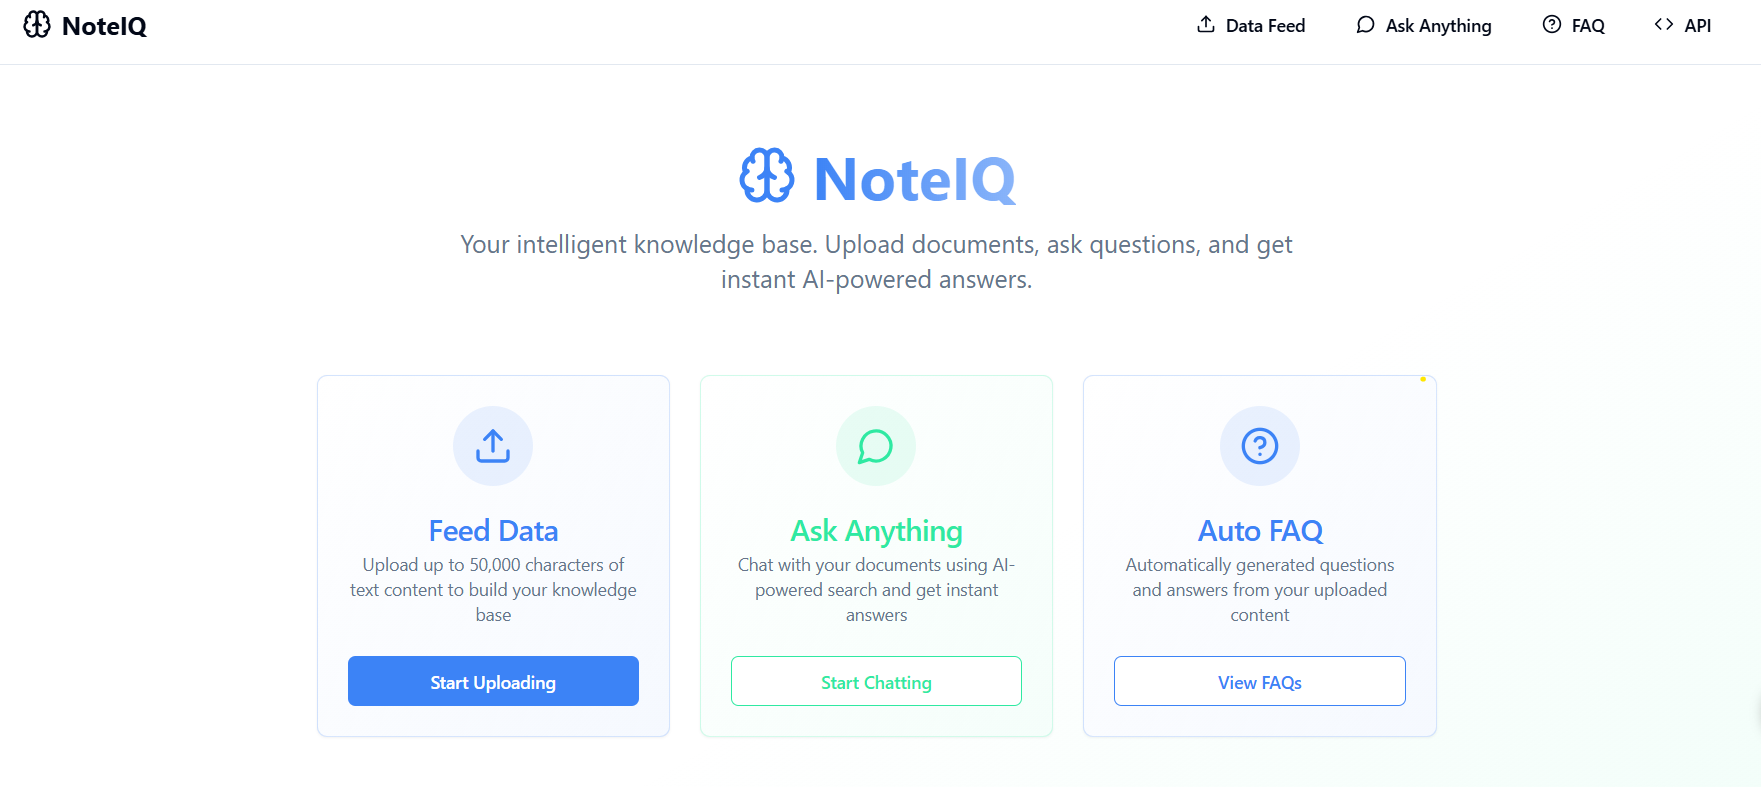 NoteIQ
Data Feed
Ask Anything
FAQ
API
NoteIQ
Your intelligent knowledge base. Upload documents, ask questions, and get
instant AI-powered answers.
Feed Data
Upload up to 50,000 characters of
text content to build your knowledge
base
Start Uploading
Ask Anything
Chat with your documents using AI-
powered search and get instant
answers
Start Chatting
Auto FAQ
Automatically generated questions
and answers from your uploaded
content
View FAQs